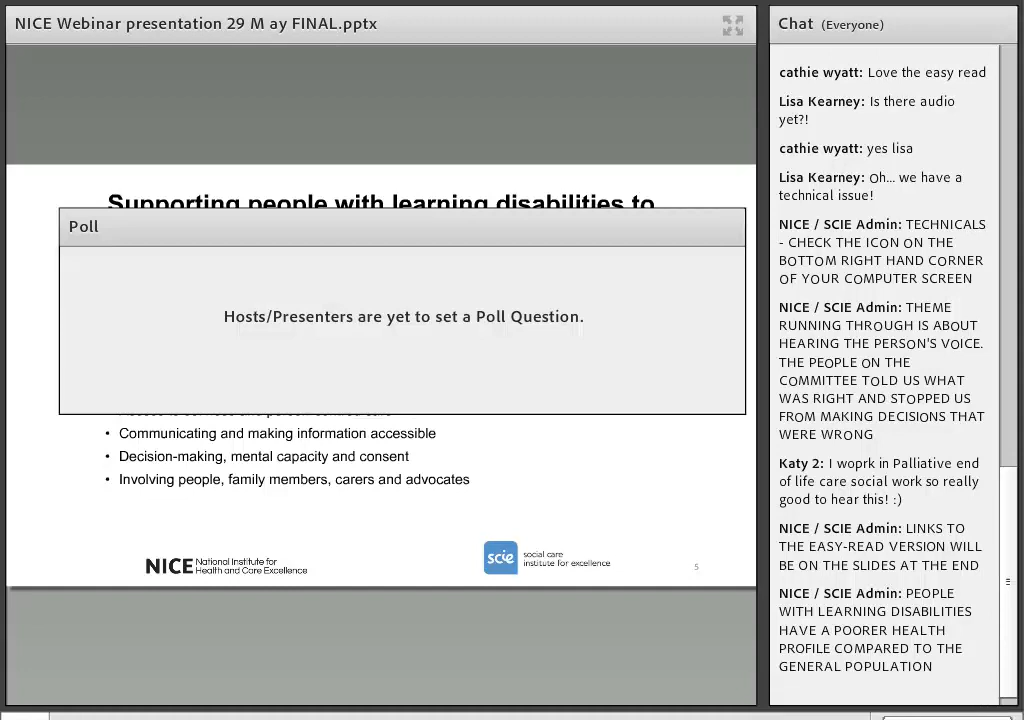 NICE Webinar presentation 29 M ay FINAL.pptx
Supporting people with learning disabilities to
Poll
Hosts/Presenters are yet to set a Poll Question.
• Communicating and making information accessible
• Decision-making, mental capacity and consent
• Involving people, family members, carers and advocates
NICE National Institute for
Health and Care Excellence
scie social care
institute for excellence
5
Chat (Everyone)
cathie wyatt: Love the easy read
Lisa Kearney: Is there audio
yet?!
cathie wyatt: yes lisa
Lisa Kearney: Oh... we have a
technical issue!
NICE / SCIE Admin: TECHNICALS
- CHECK THE ICON ON THE
BOTTOM RIGHT HAND CORNER
OF YOUR COMPUTER SCREEN
NICE / SCIE Admin: THEME
RUNNING THROUGH IS ABOUT
HEARING THE PERSON'S VOICE.
THE PEOPLE ON THE
COMMITTEE TOLD US WHAT
WAS RIGHT AND STOPPED US
FROM MAKING DECISIONS THAT
WERE WRONG
Katy 2: I woprk in Palliative end
of life care social work so really
good to hear this! :)
NICE / SCIE Admin: LINKS TO
THE EASY-READ VERSION WILL
BE ON THE SLIDES AT THE END
NICE / SCIE Admin: PEOPLE
WITH LEARNING DISABILITIES
HAVE A POORER HEALTH
PROFILE COMPARED TO THE
GENERAL POPULATION